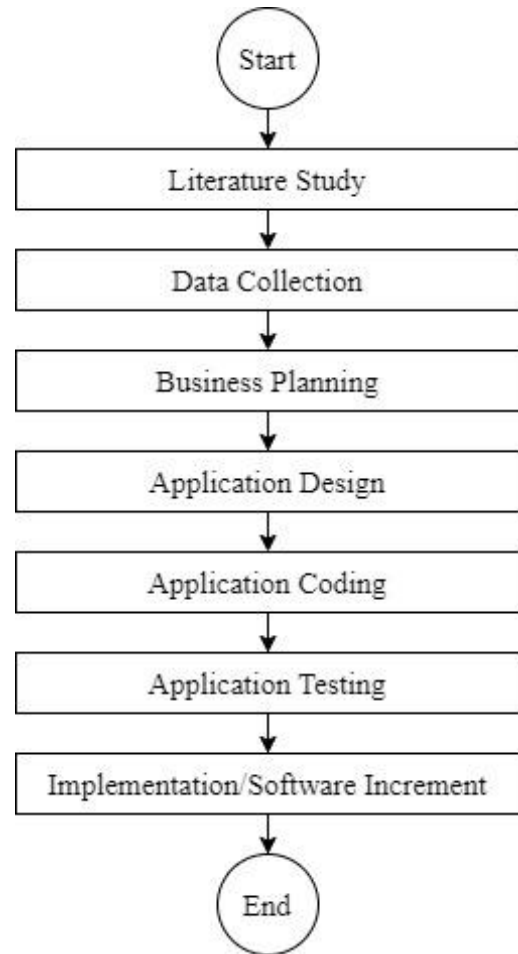 Start
Literature Study
Data Collection
Business Planning
Application Design
Application Coding
Application Testing
Implementation/Software Increment
End